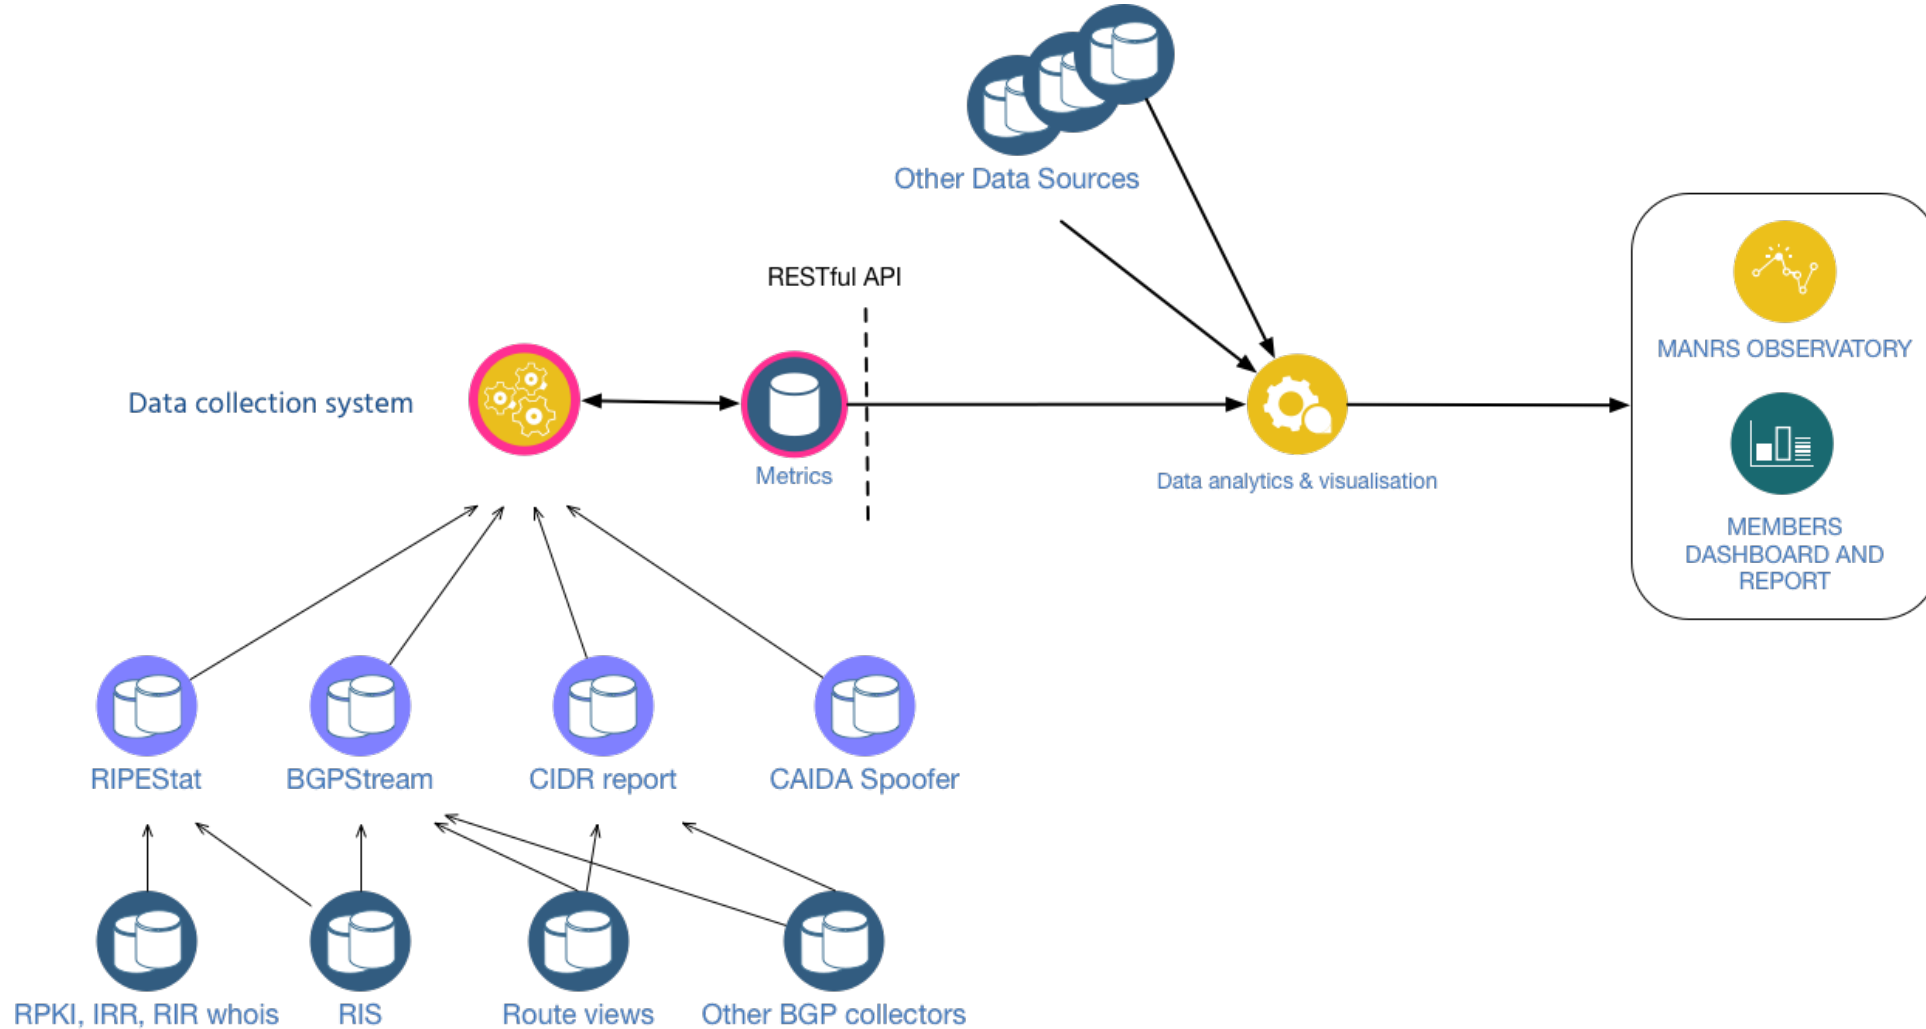 Other Data Sources
RESTful API
MANRS OBSERVATORY
Data collection system
Metrics
Data analytics & visualisation
MEMBERS
DASHBOARD AND
REPORT
RIPEStat
BGPStream
CIDR report
CAIDA Spoofer
RPKI, IRR, RIR whois
RIS
Route views
Other BGP collectors